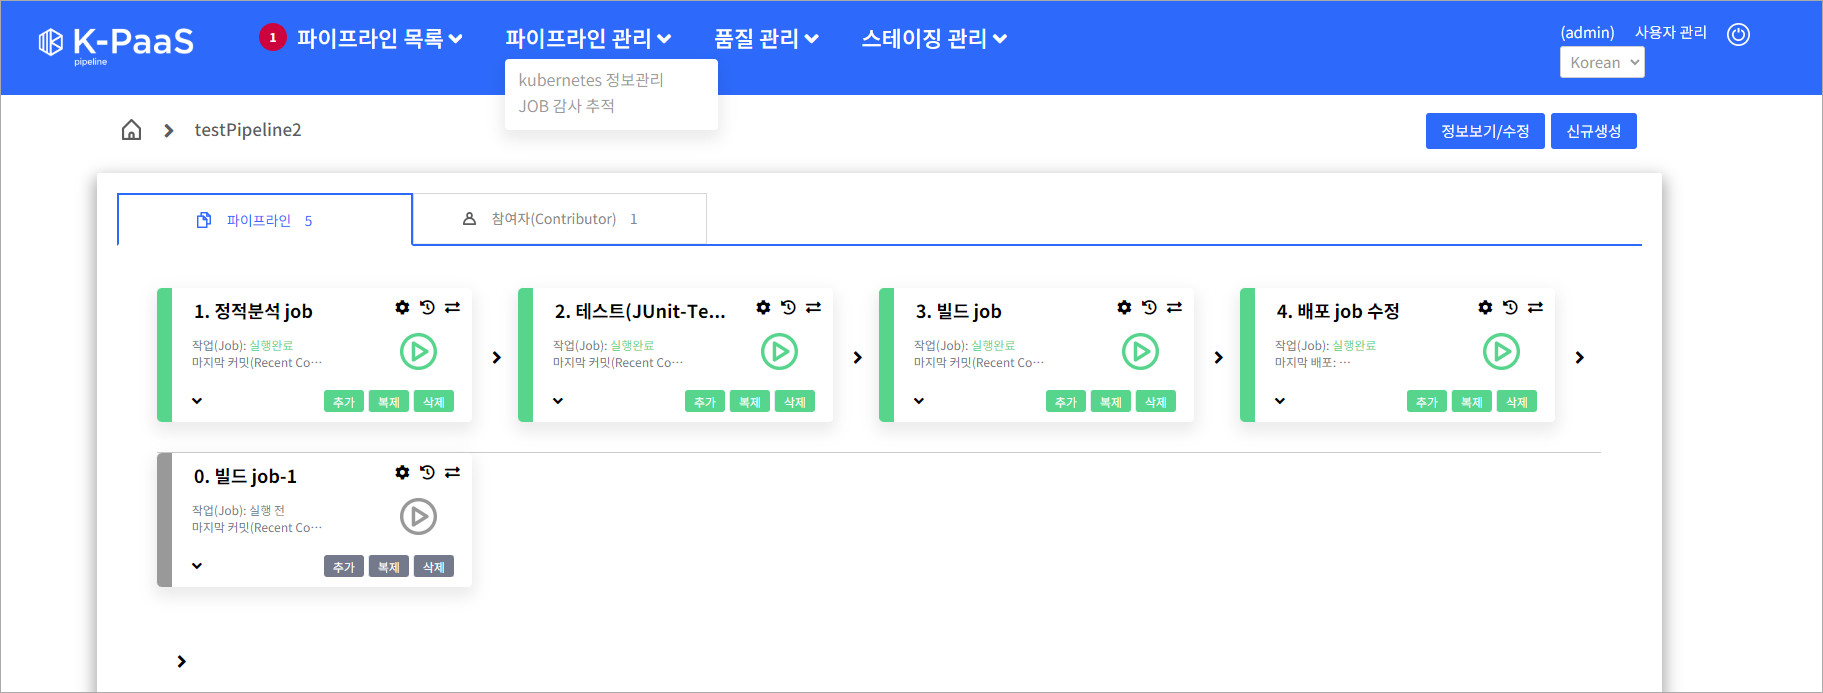 K-PaaS
pipeline
1 파이프라인 목록 파이프라인 관리 품질 관리 스테이징 관리
(admin) 사용자 관리
Korean
kubernetes 정보관리
JOB 감사 추적
testPipeline2
정보보기/수정 신규생성
파이프라인 5 참여자(Contributor) 1
1. 정적분석 job
작업(Job): 실행완료
마지막 커밋(Recent Co…
추가 복제 삭제
2. 테스트(JUnit-Te...
작업(Job): 실행완료
마지막 커밋(Recent Co…
추가 복제 삭제
3. 빌드 job
작업(Job): 실행완료
마지막 커밋(Recent Co…
추가 복제 삭제
4. 배포 job 수정
작업(Job): 실행완료
마지막 배포: …
추가 복제 삭제
0. 빌드 job-1
작업(Job): 실행 전
마지막 커밋(Recent Co…
추가 복제 삭제